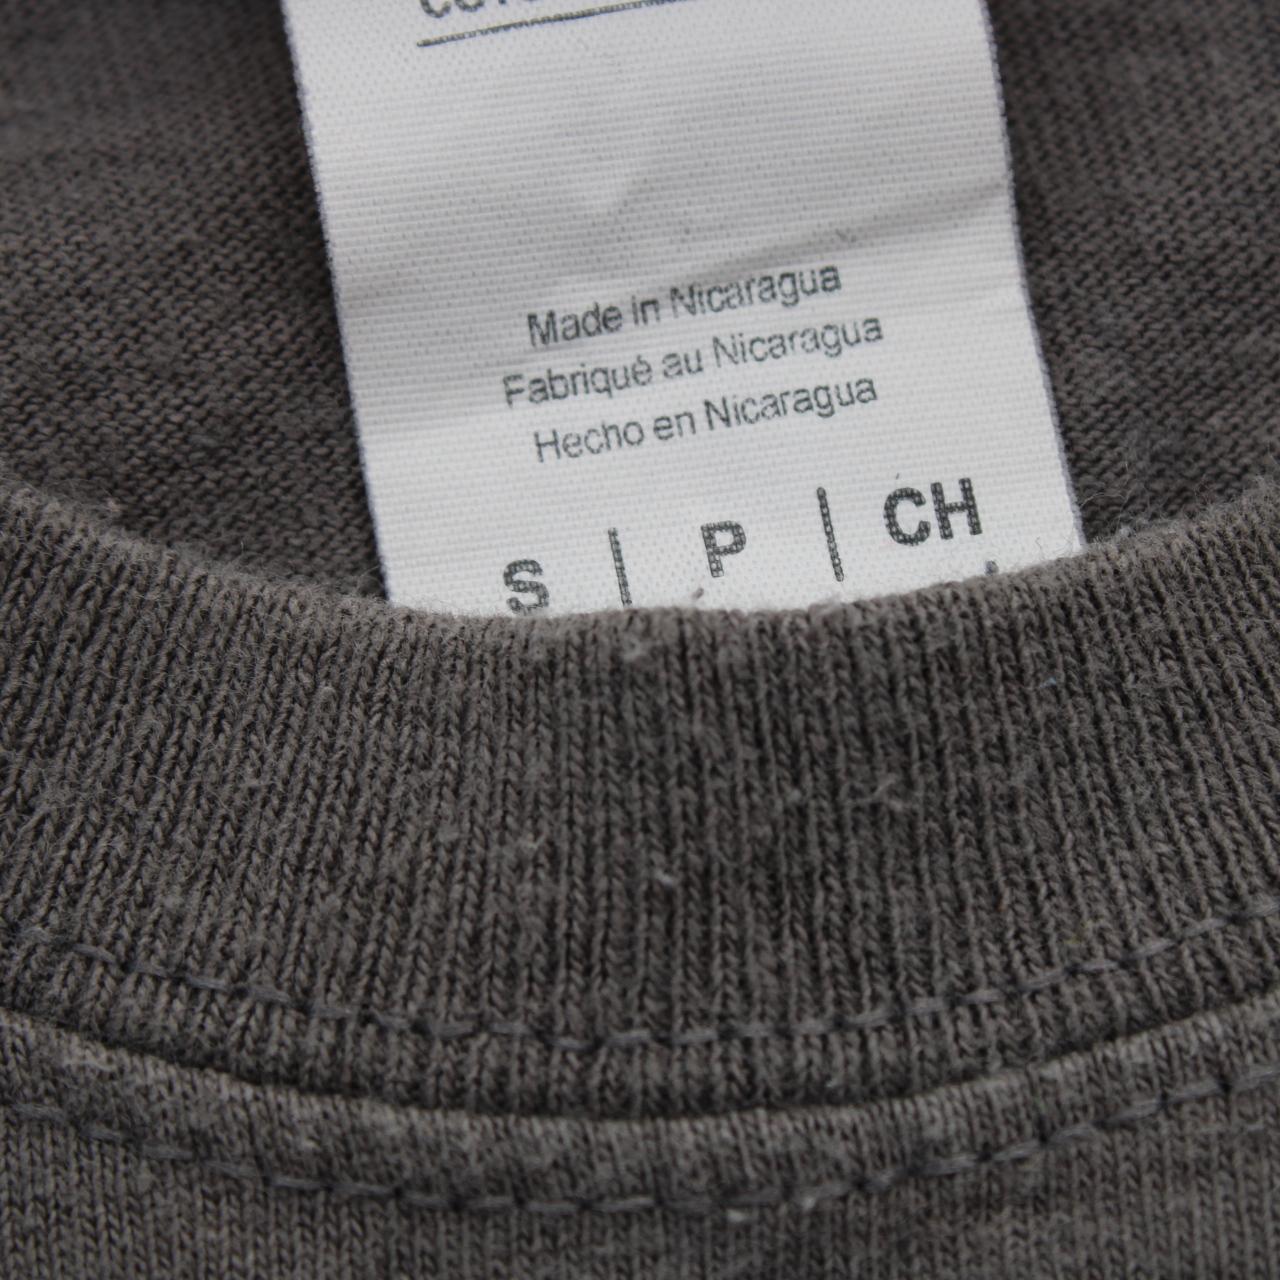 Made in Nicaragua
Fabriqué au Nicaragua
Hecho en Nicaragua
S | P | CH